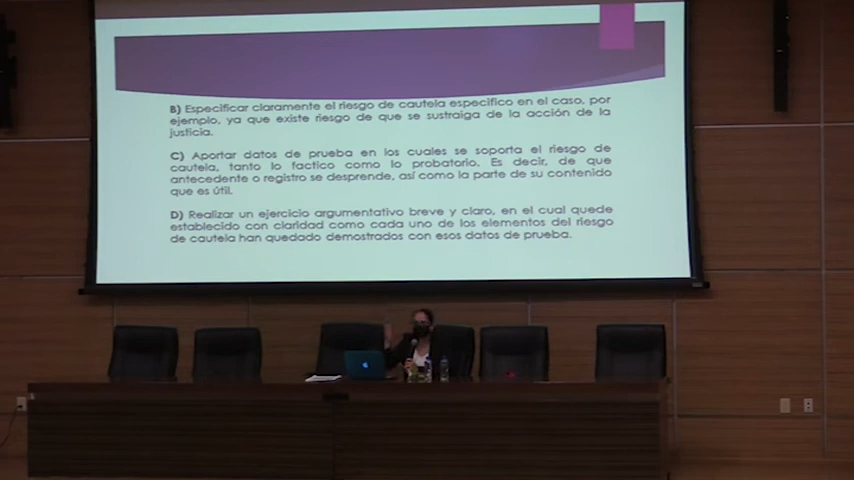 B) Especificar claramente el riesgo de cautela específico en el caso, por
ejemplo, ya que existe riesgo de que se sustraiga de la acción de la
justicia.
C) Aportar datos de prueba en los cuales se soporta el riesgo de
cautela, tanto lo factico como lo probatorio. Es decir, de que
antecedente o registro se desprende, así como la parte de su contenido
que es útil.
D) Realizar un ejercicio argumentativo breve y claro, en el cual quede
establecido con claridad como cada uno de los elementos del riesgo
de cautela han quedado demostrados con esos datos de prueba.